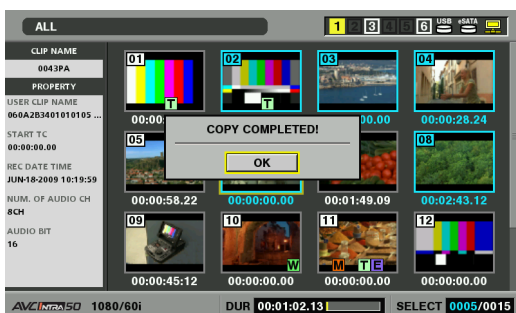 ALL
1 2 3 4 5 6 USB eSATA
CLIP NAME
0043PA
PROPERTY
USER CLIP NAME
060A2B3401010105 ...
START TC
00:00:00.00
REC DATE TIME
JUN-18-2009 10:19:59
NUM. OF AUDIO CH
8CH
AUDIO BIT
16
01 02 03 04
T T
00:00: 00.00 00:00:28.24
COPY COMPLETED!
OK
05 08
00:00:58.22 00:00:00.00 00:01:49.09 00:02:43.12
09 10 11 12
W M T E
00:00:45:12 00:00:00.00 00:00:00.00 00:00:00.00
AVC INTRA 50 1080/60i DUR 00:01:02.13 SELECT 0005/0015